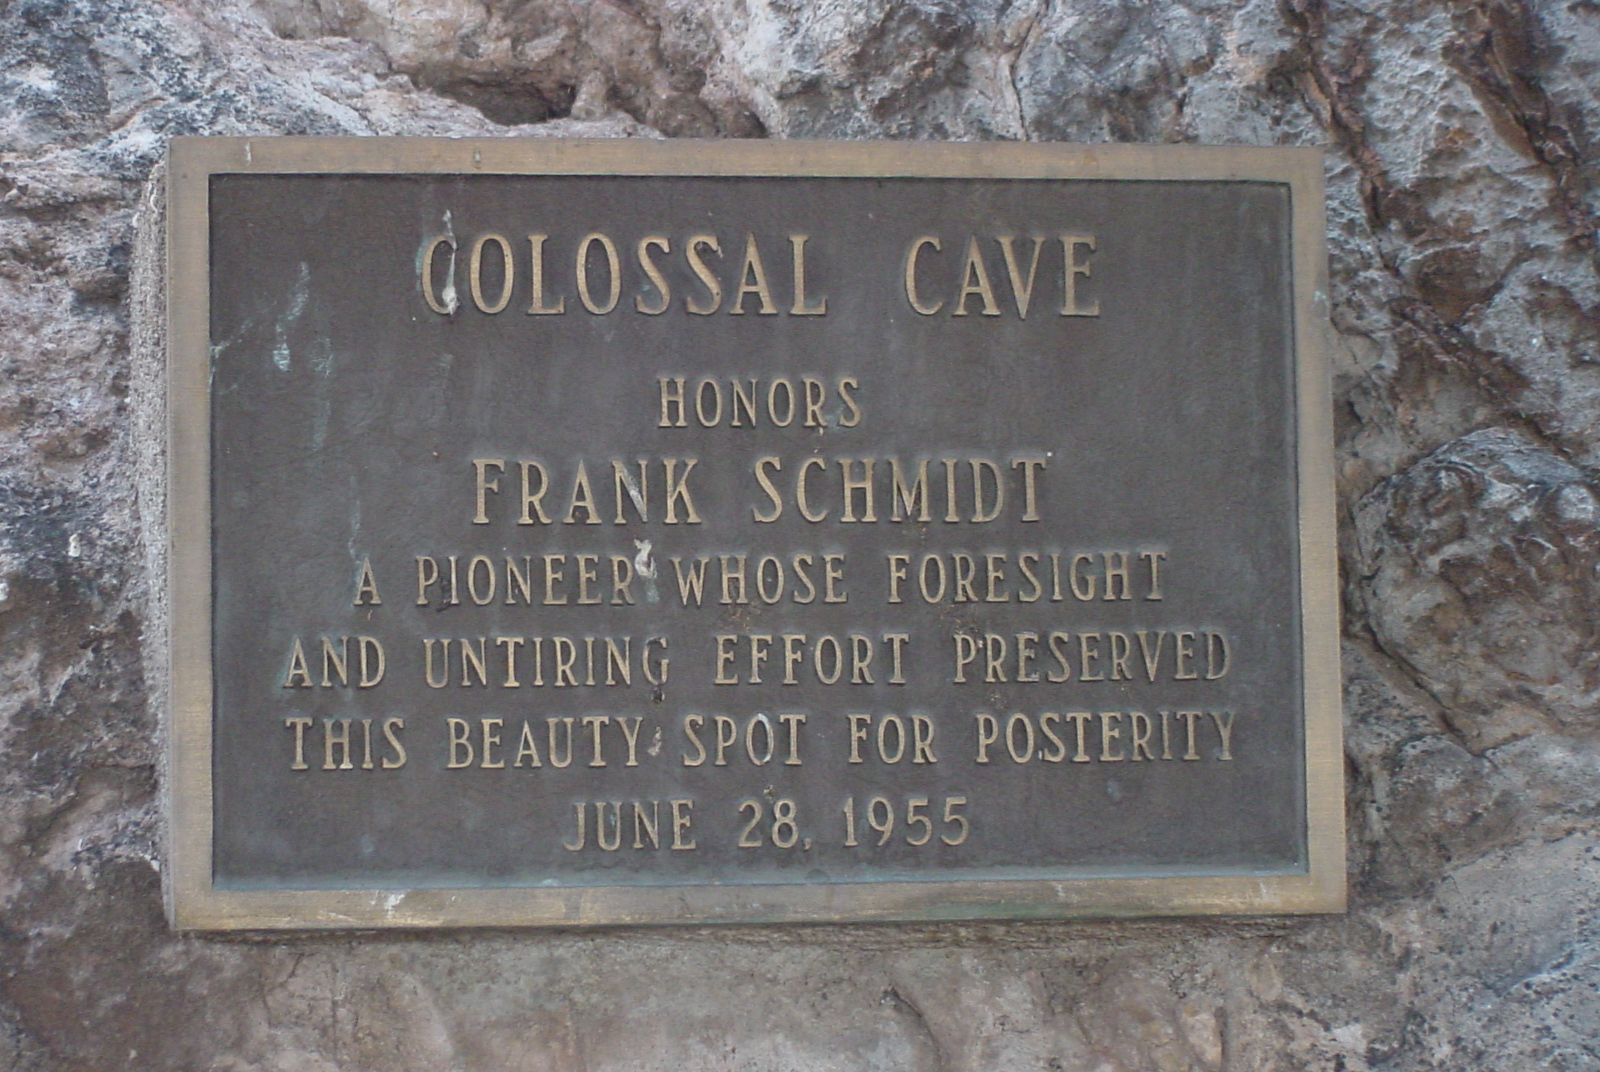 COLOSSAL CAVE
HONORS
FRANK SCHMIDT
A PIONEER WHOSE FORESIGHT
AND UNTIRING EFFORT PRESERVED
THIS BEAUTY SPOT FOR POSTERITY
JUNE 28, 1955